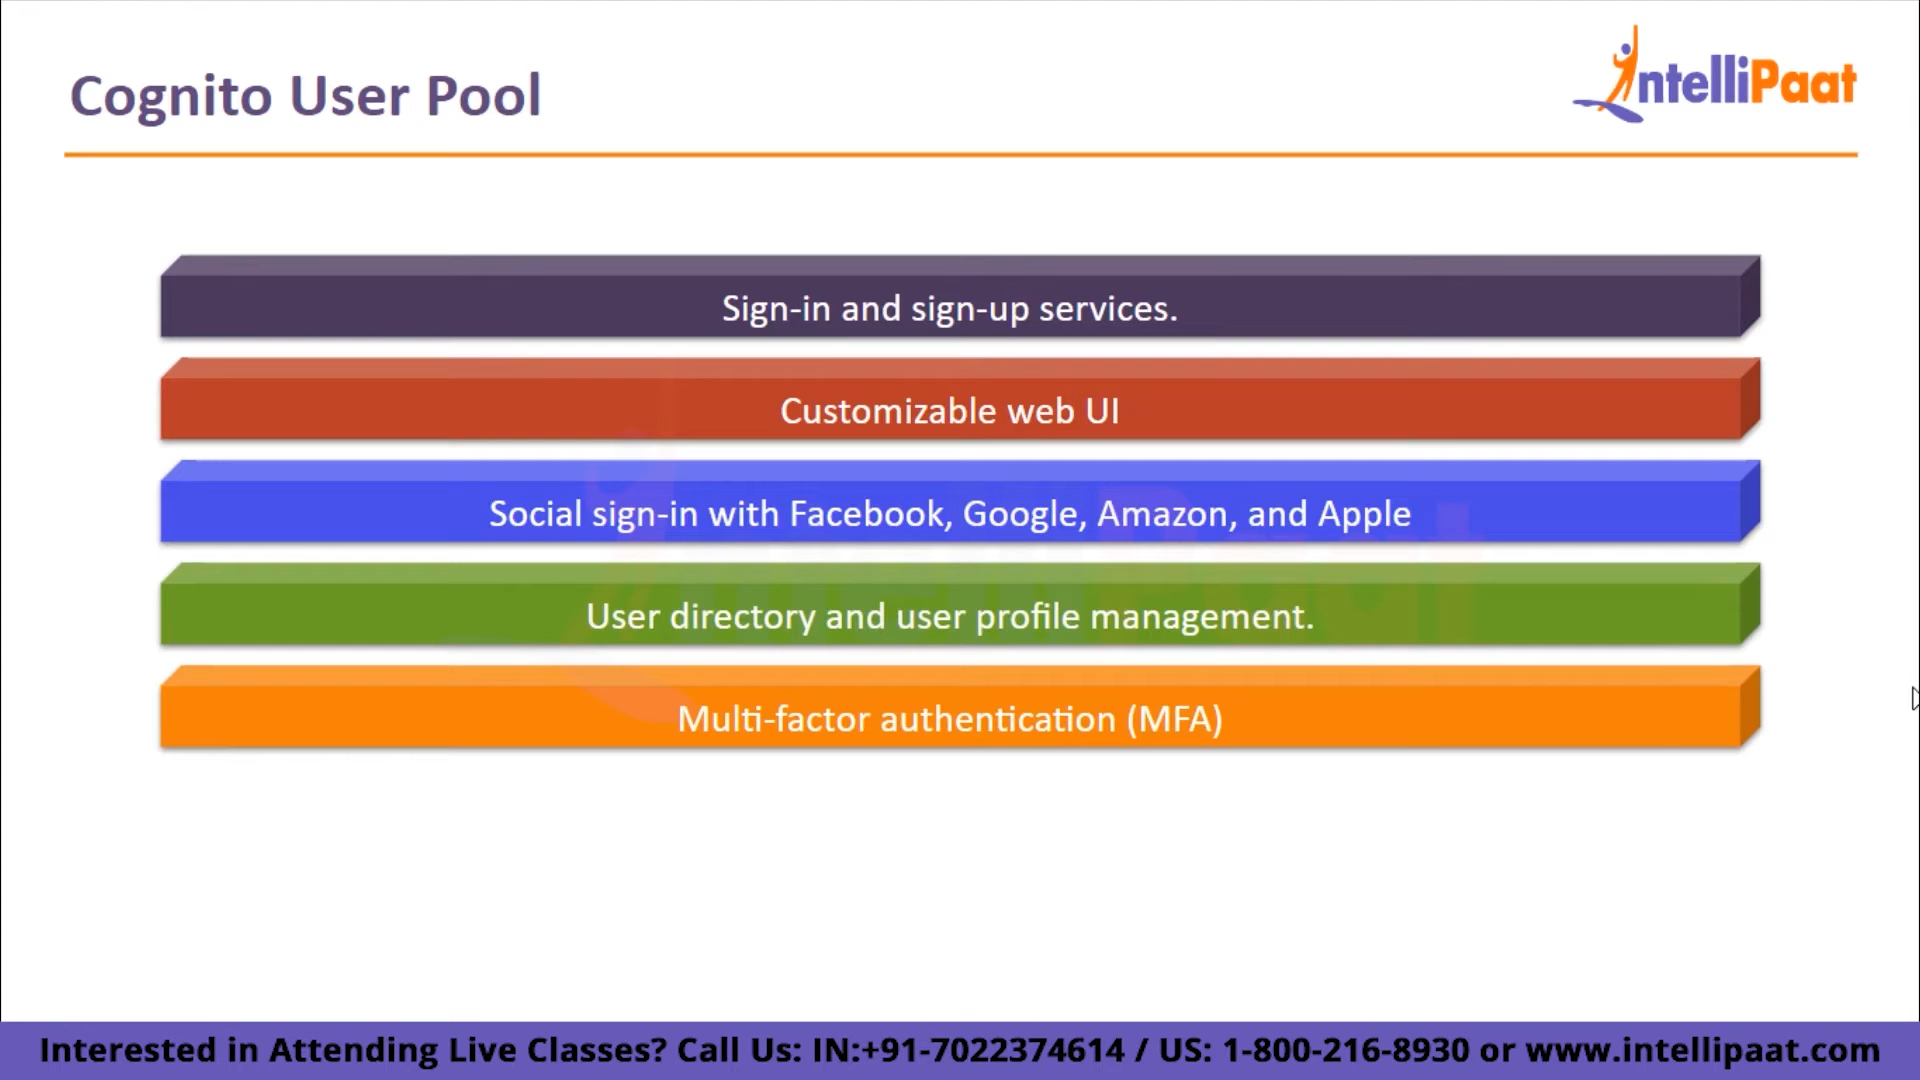 Cognito User Pool
IntelliPaat
Sign-in and sign-up services.
Customizable web UI
Social sign-in with Facebook, Google, Amazon, and Apple
User directory and user profile management.
Multi-factor authentication (MFA)
Interested in Attending Live Classes? Call Us: IN:+91-7022374614 / US: 1-800-216-8930 or www.intellipaat.com